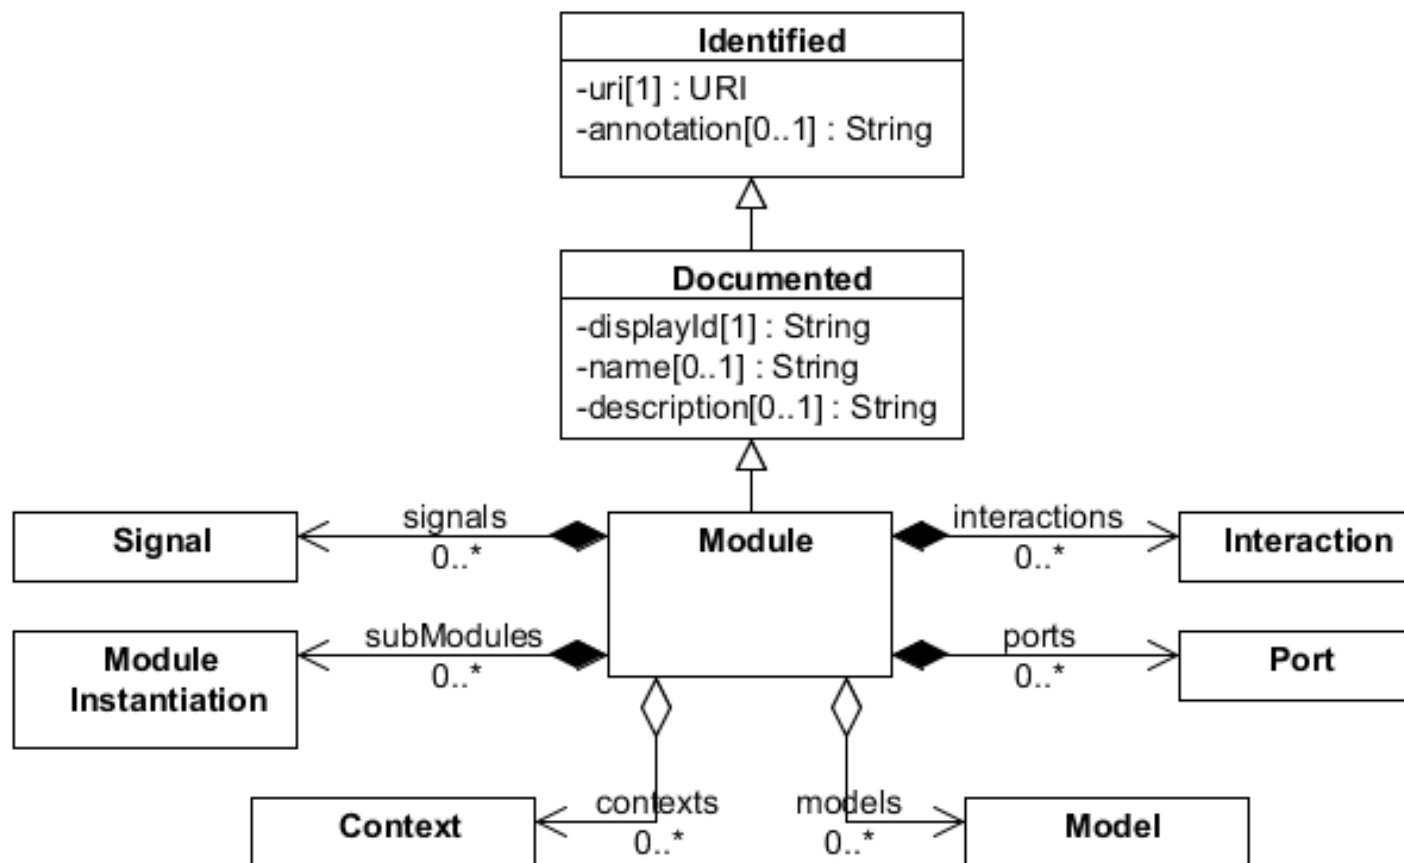 Identified
-uri[1] : URI
-annotation[0..1] : String
Documented
-displayId[1] : String
-name[0..1] : String
-description[0..1] : String
Signal
signals
0..*
Module
interactions
0..*
Interaction
Module
Instantiation
subModules
0..*
ports
0..*
Port
Context
contexts
0..*
models
0..*
Model